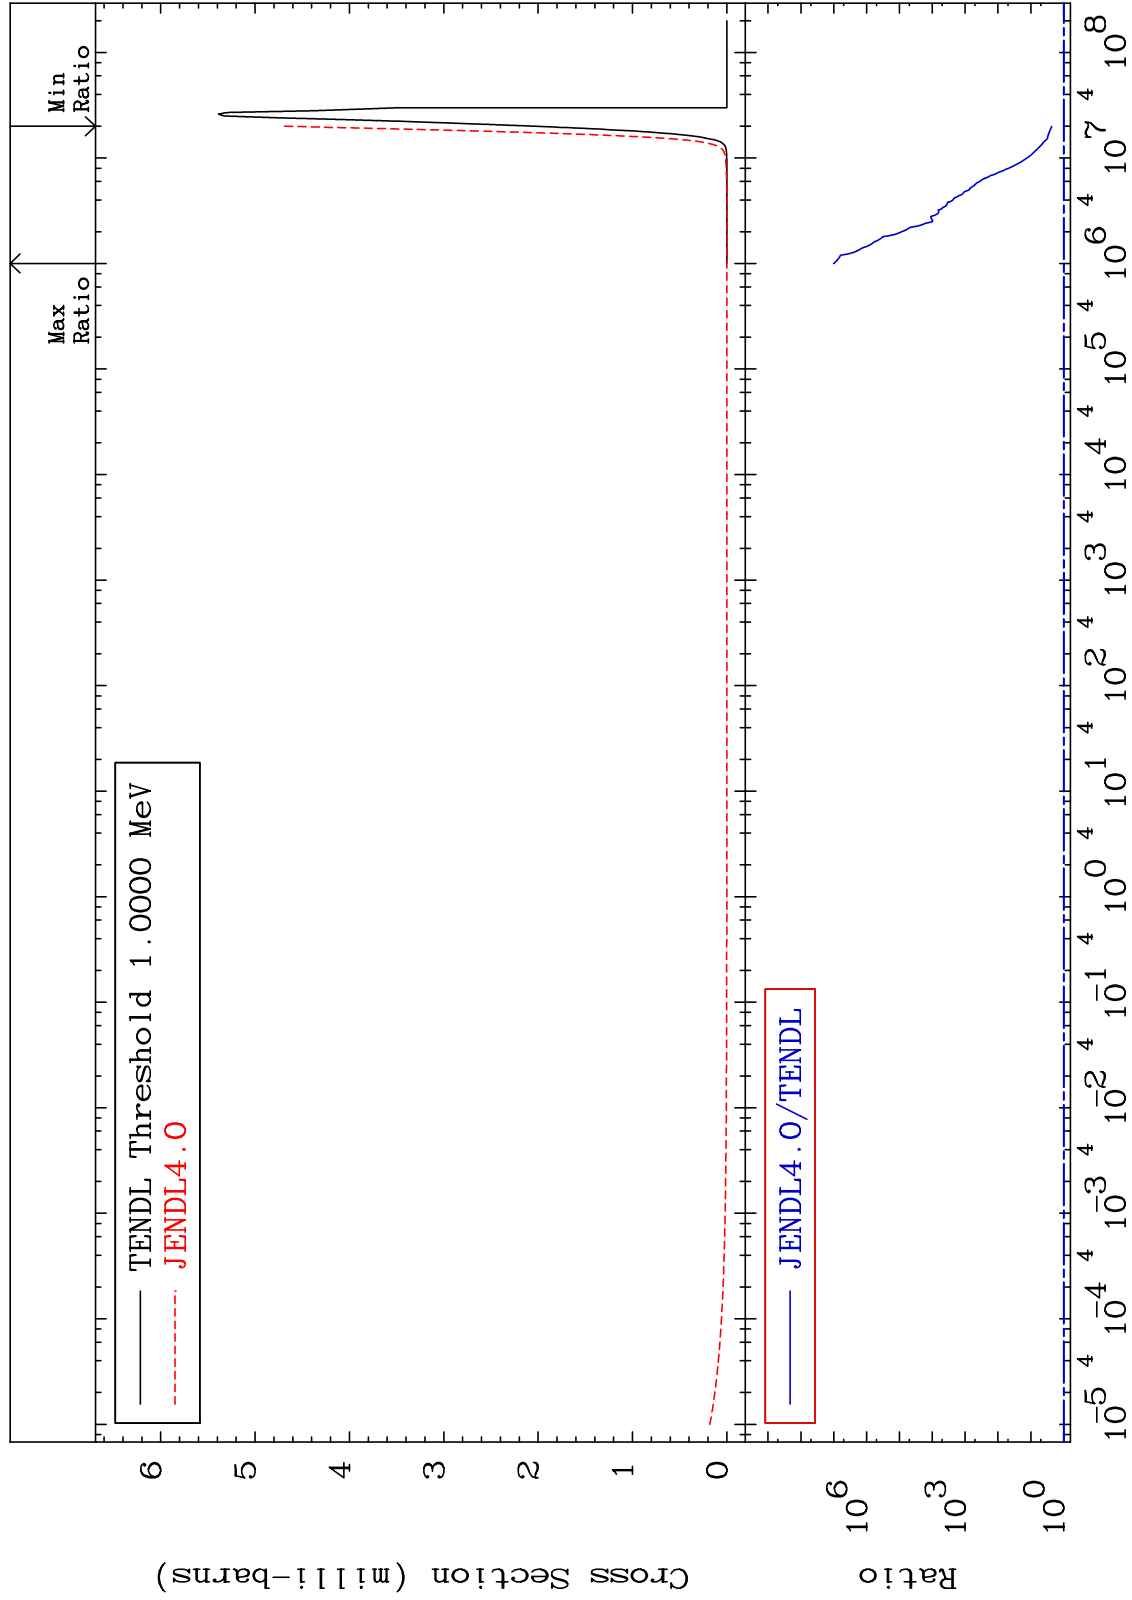 Max
Ratio
Min
Ratio
TENDL Threshold 1.0000 MeV
JENDL4.0
Cross Section (milli-barns)
6
5
4
3
2
1
0
JENDL4.0/TENDL
Ratio
10^6
10^3
10^0
10^-5 4 10^-4 4 10^-3 4 10^-2 4 10^-1 4 10^0 4 10^1 4 10^2 4 10^3 4 10^4 4 10^5 4 10^6 4 10^7 4 10^8